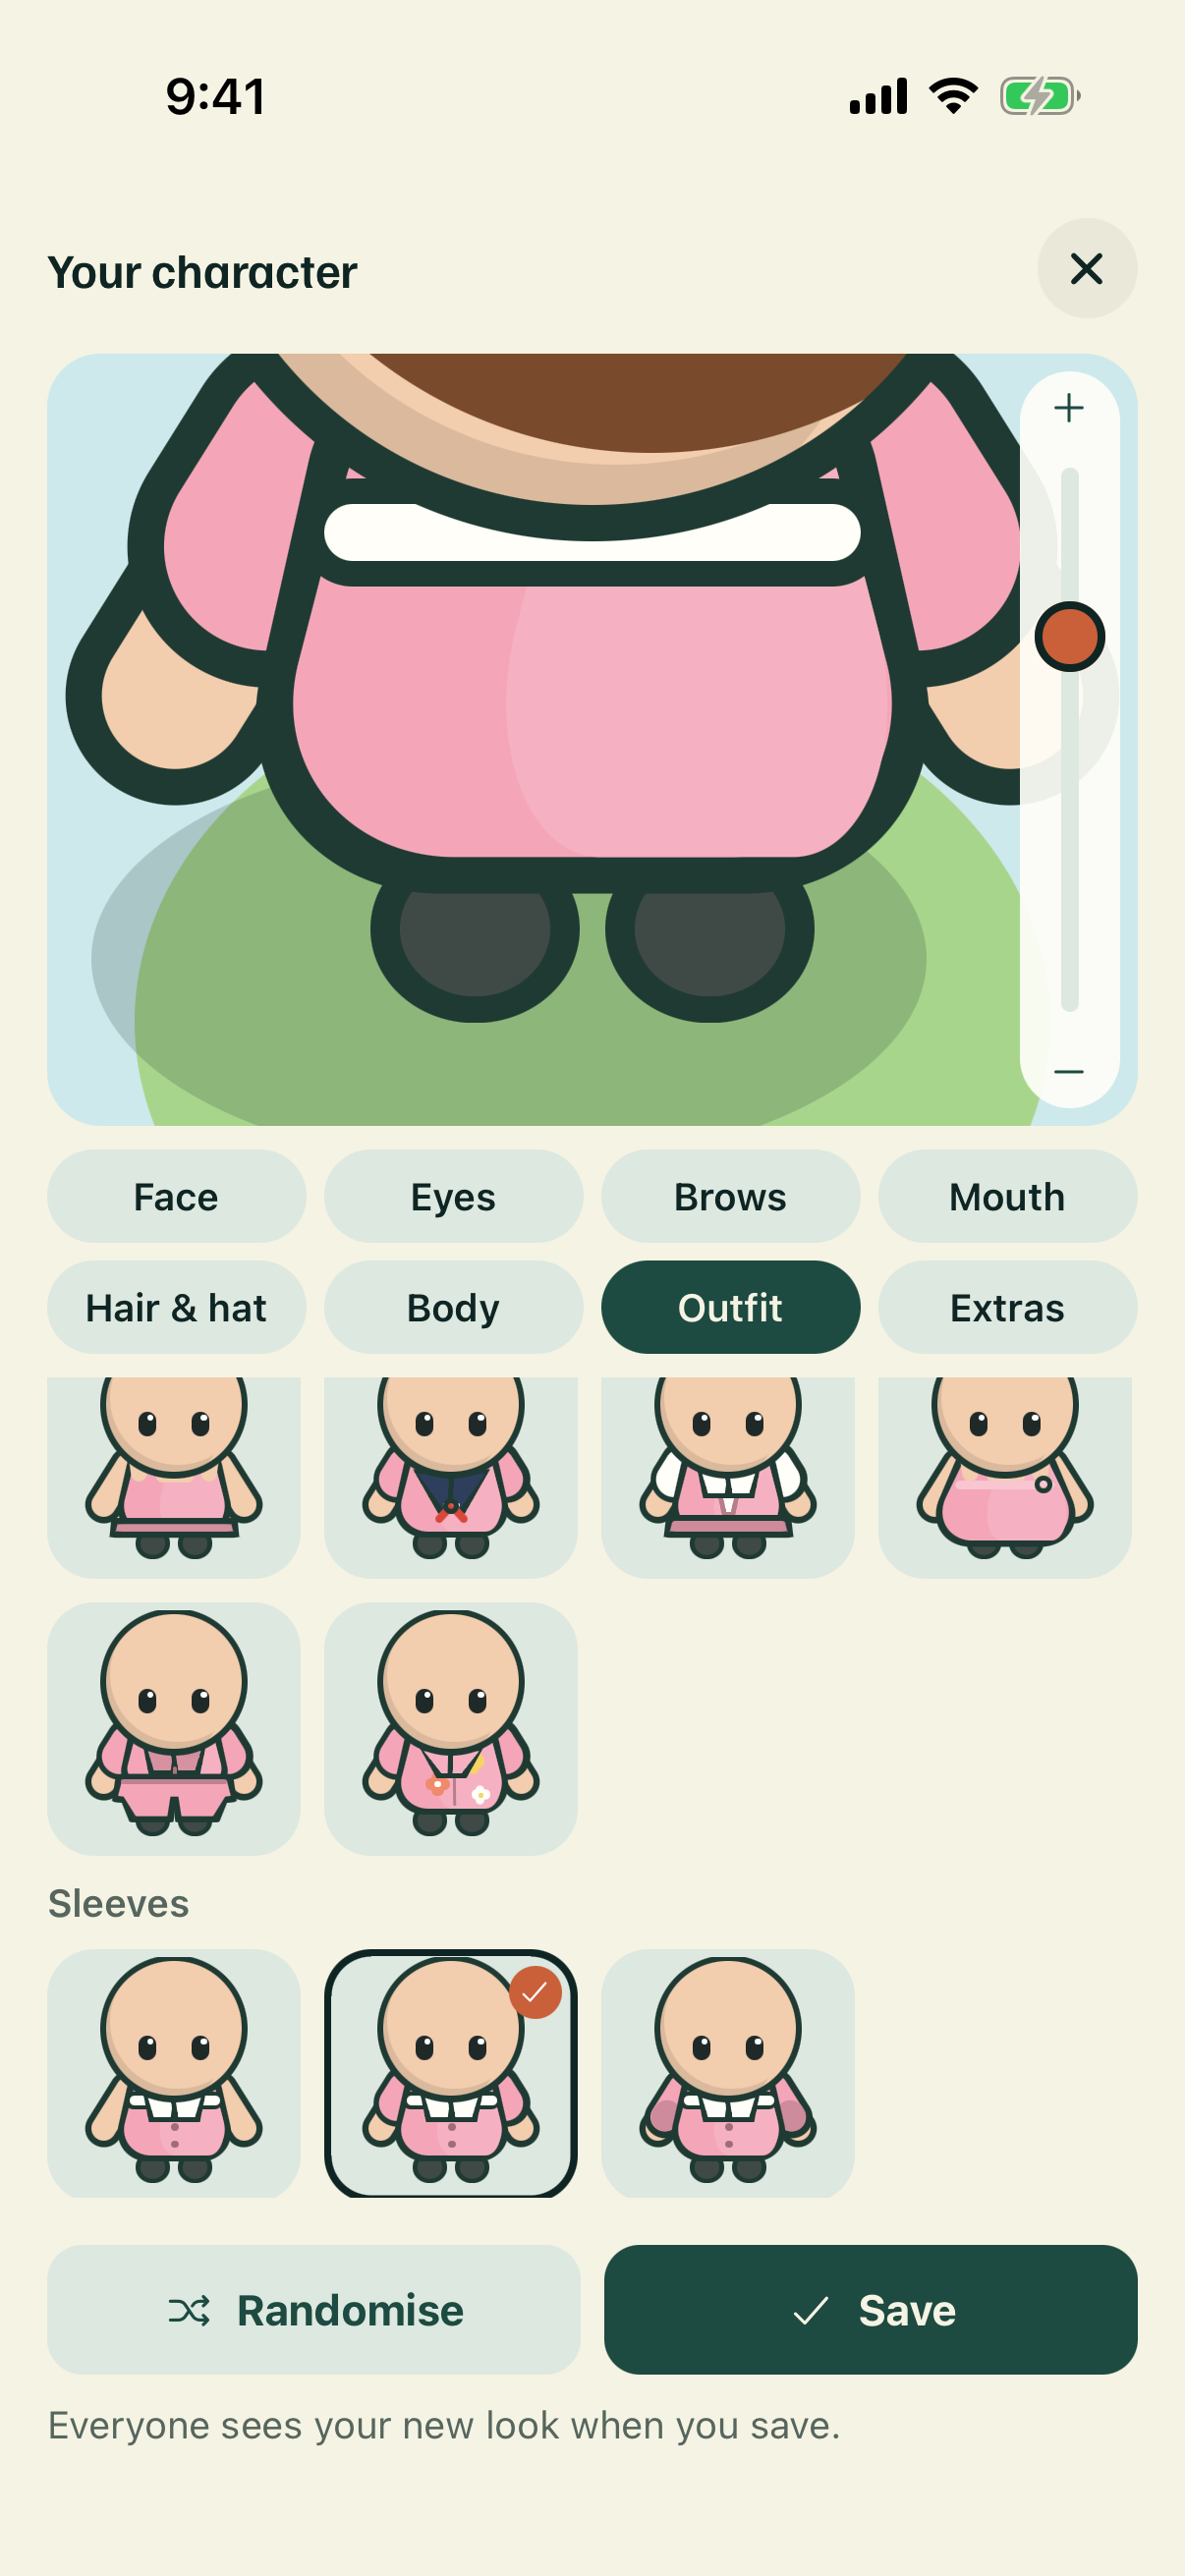 9:41
Your character
Face
Eyes
Brows
Mouth
Hair & hat
Body
Outfit
Extras
Sleeves
Randomise
Save
Everyone sees your new look when you save.